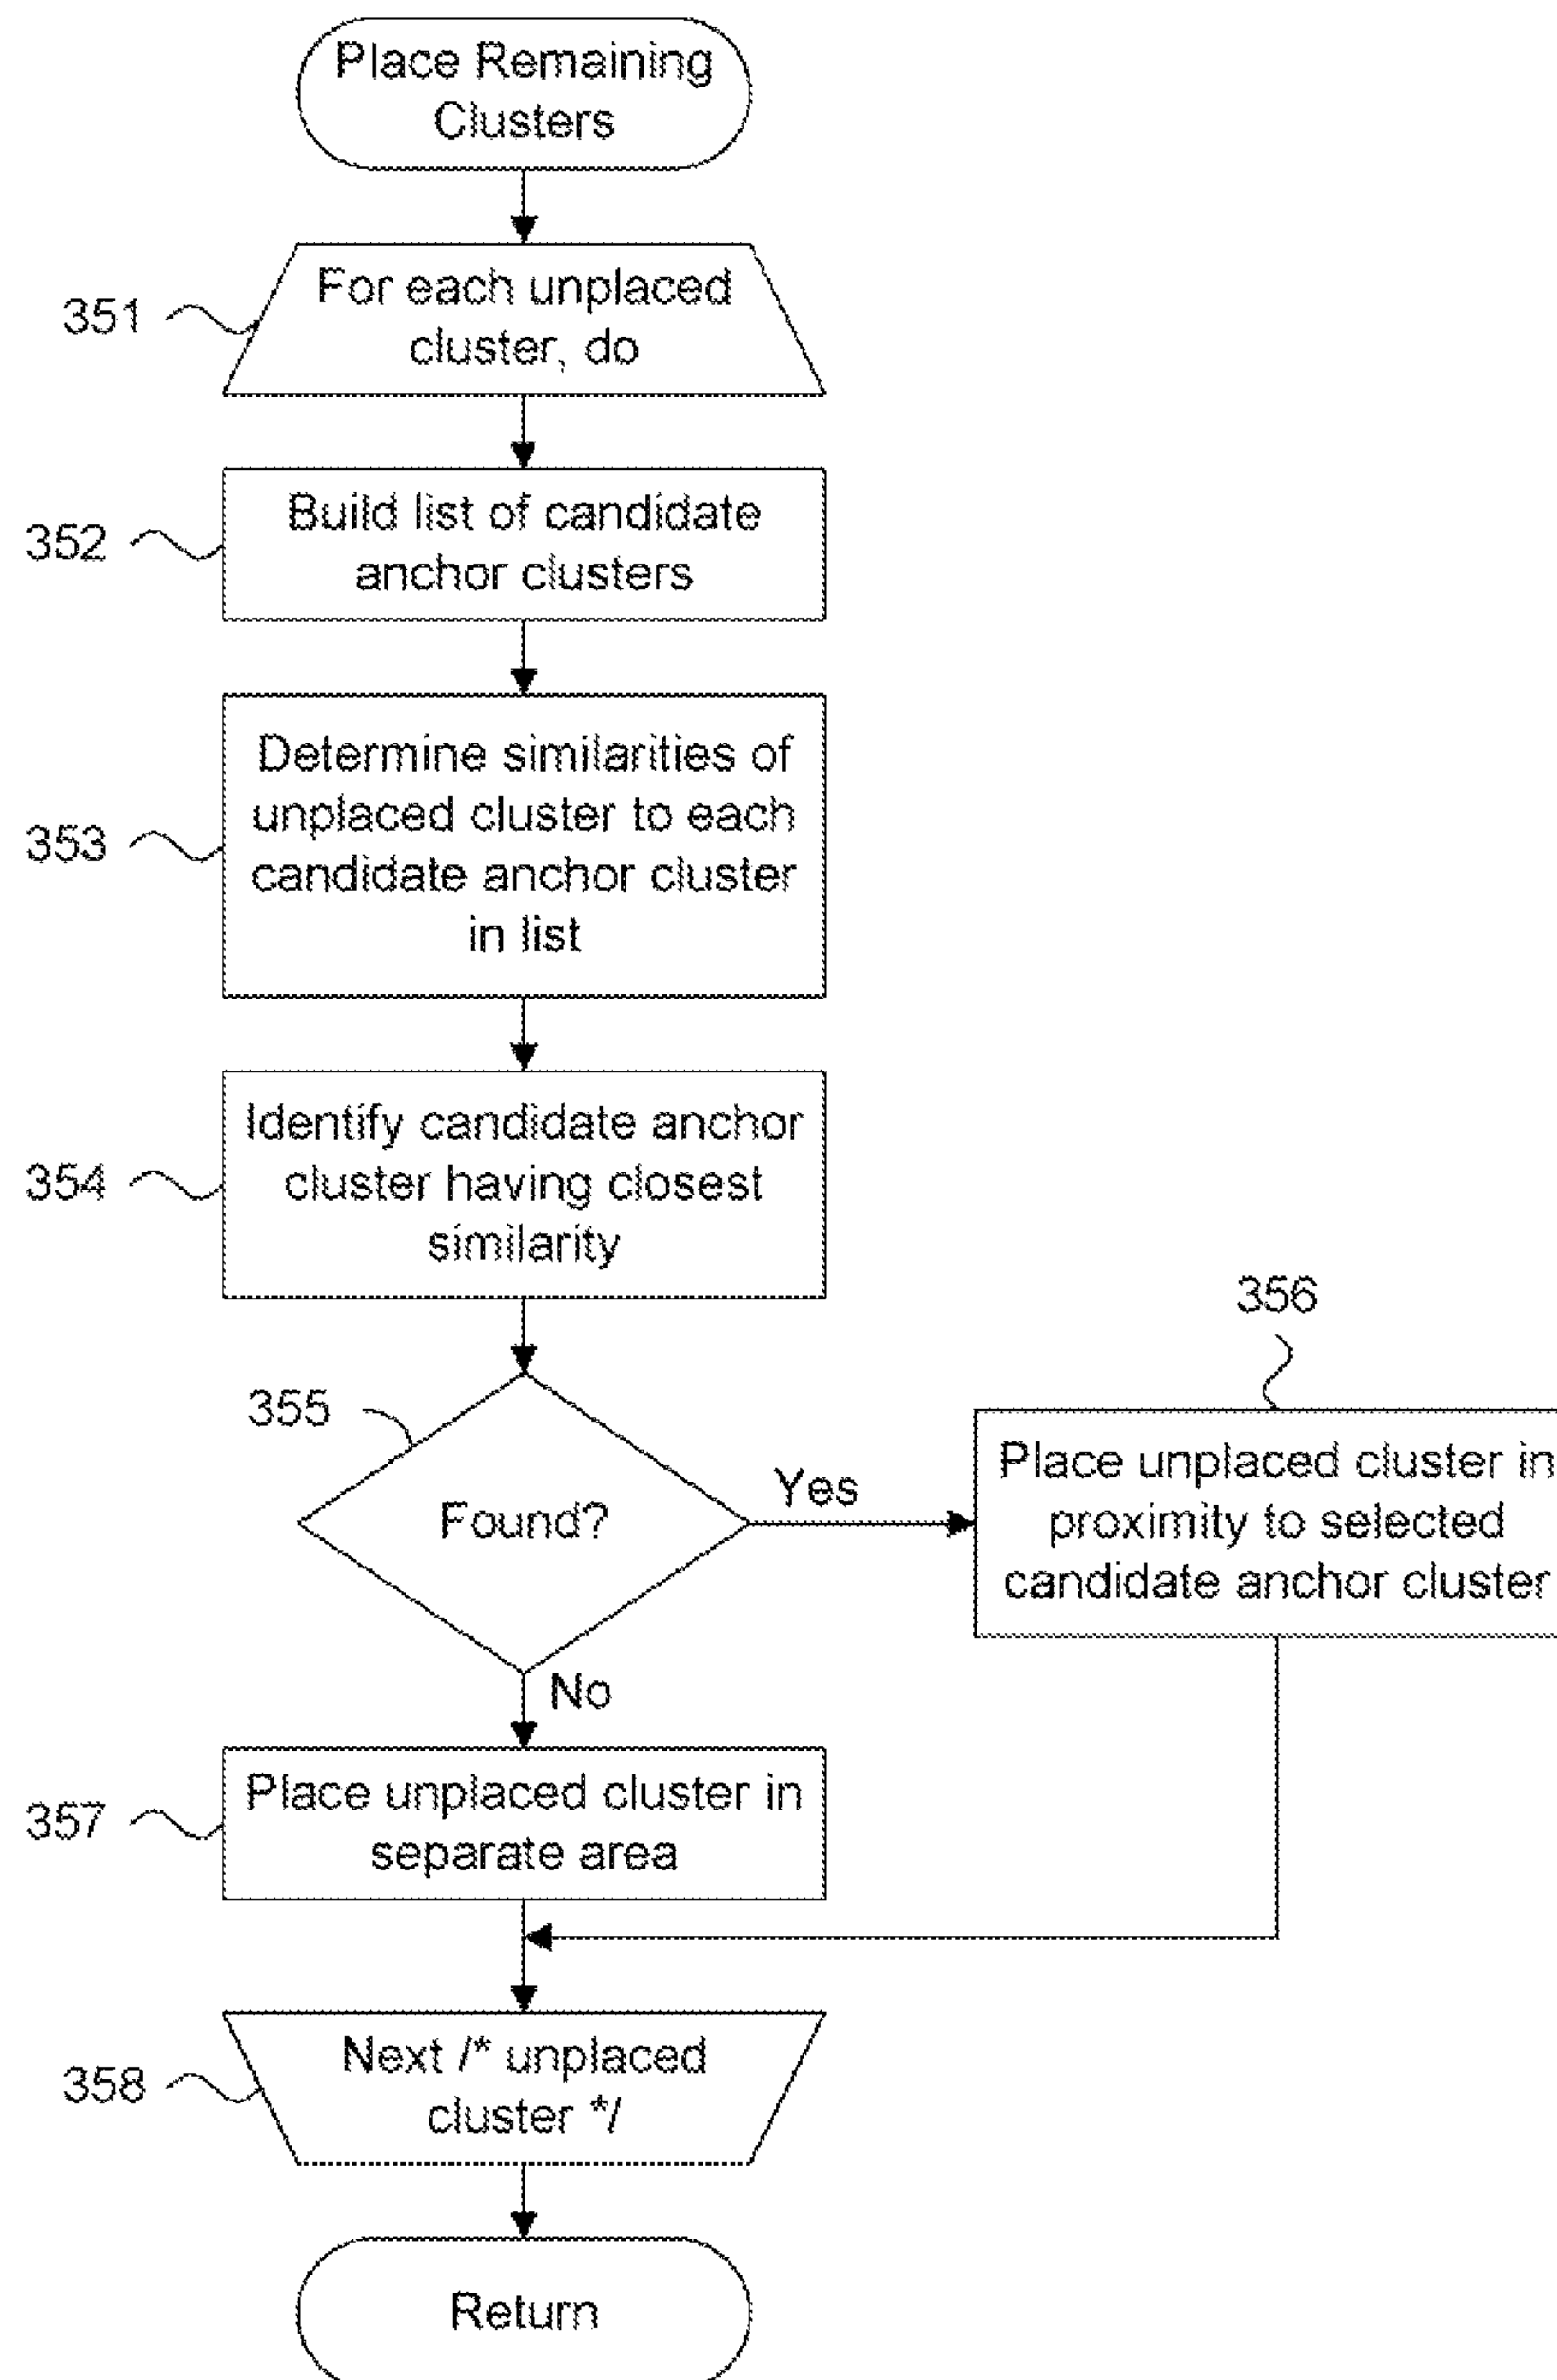 Place Remaining
Clusters
351
For each unplaced
cluster, do
352
Build list of candidate
anchor clusters
353
Determine similarities of
unplaced cluster to each
candidate anchor cluster
in list
354
Identify candidate anchor
cluster having closest
similarity
355
Found?
Yes
356
Place unplaced cluster in
proximity to selected
candidate anchor cluster
No
357
Place unplaced cluster in
separate area
358
Next /* unplaced
cluster */
Return